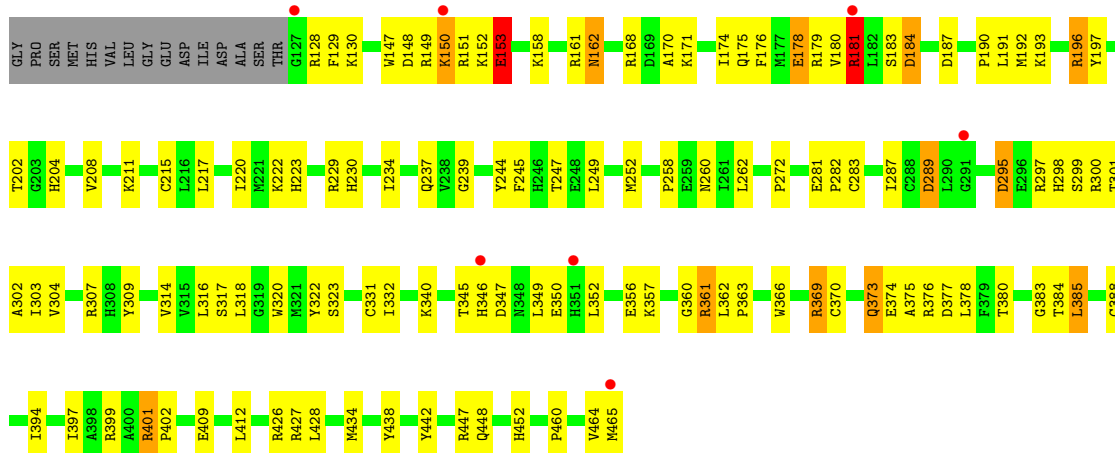 GLY PRO SER MET HIS VAL LEU GLY GLU ASP ILE ASP ALA SER THR G127 R128 F129 K130 W147 D148 R149 K150 R151 K152 E153 K158 R161 N162 R168 D169 A170 K171 I174 Q175 F176 M177 E178 R179 V180 R181 L182 S183 D184 D187 P190 L191 M192 K193 R196 Y197
T202 G203 H204 V208 K211 C215 L216 L217 I220 M221 K222 H223 R229 H230 I234 Q237 V238 G239 Y244 F245 H246 T247 E248 L249 M252 P258 E259 N260 I261 L262 P272 E281 P282 C283 I287 C288 D289 L290 G291 D295 E296 R297 H298 S299 R300 T301
A302 I303 V304 R307 H308 Y309 V314 V315 L316 S317 L318 G319 W320 M321 Y322 S323 C331 I332 K340 T345 H346 D347 N348 L349 E350 H351 L352 E356 K357 G360 R361 L362 P363 W366 R369 C370 Q373 E374 A375 R376 D377 L378 F379 T380 G383 T384 L385
I394 I397 A398 R399 A400 R401 P402 E409 L412 R426 R427 L428 M434 Y438 Y442 R447 Q448 H452 P460 V464 M465